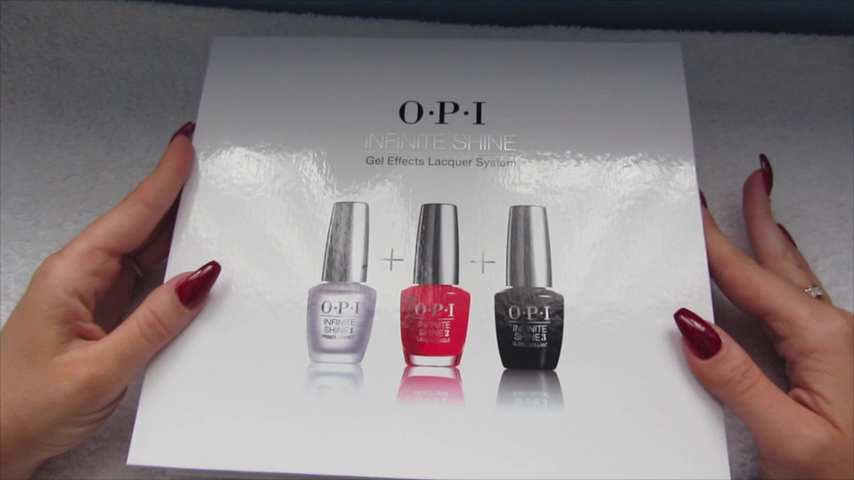 O·P·I
INFINITE SHINE
Gel Effects Lacquer System
O·P·I
INFINITE
SHINE 1
O·P·I
INFINITE
SHINE 2
O·P·I
INFINITE
SHINE 3